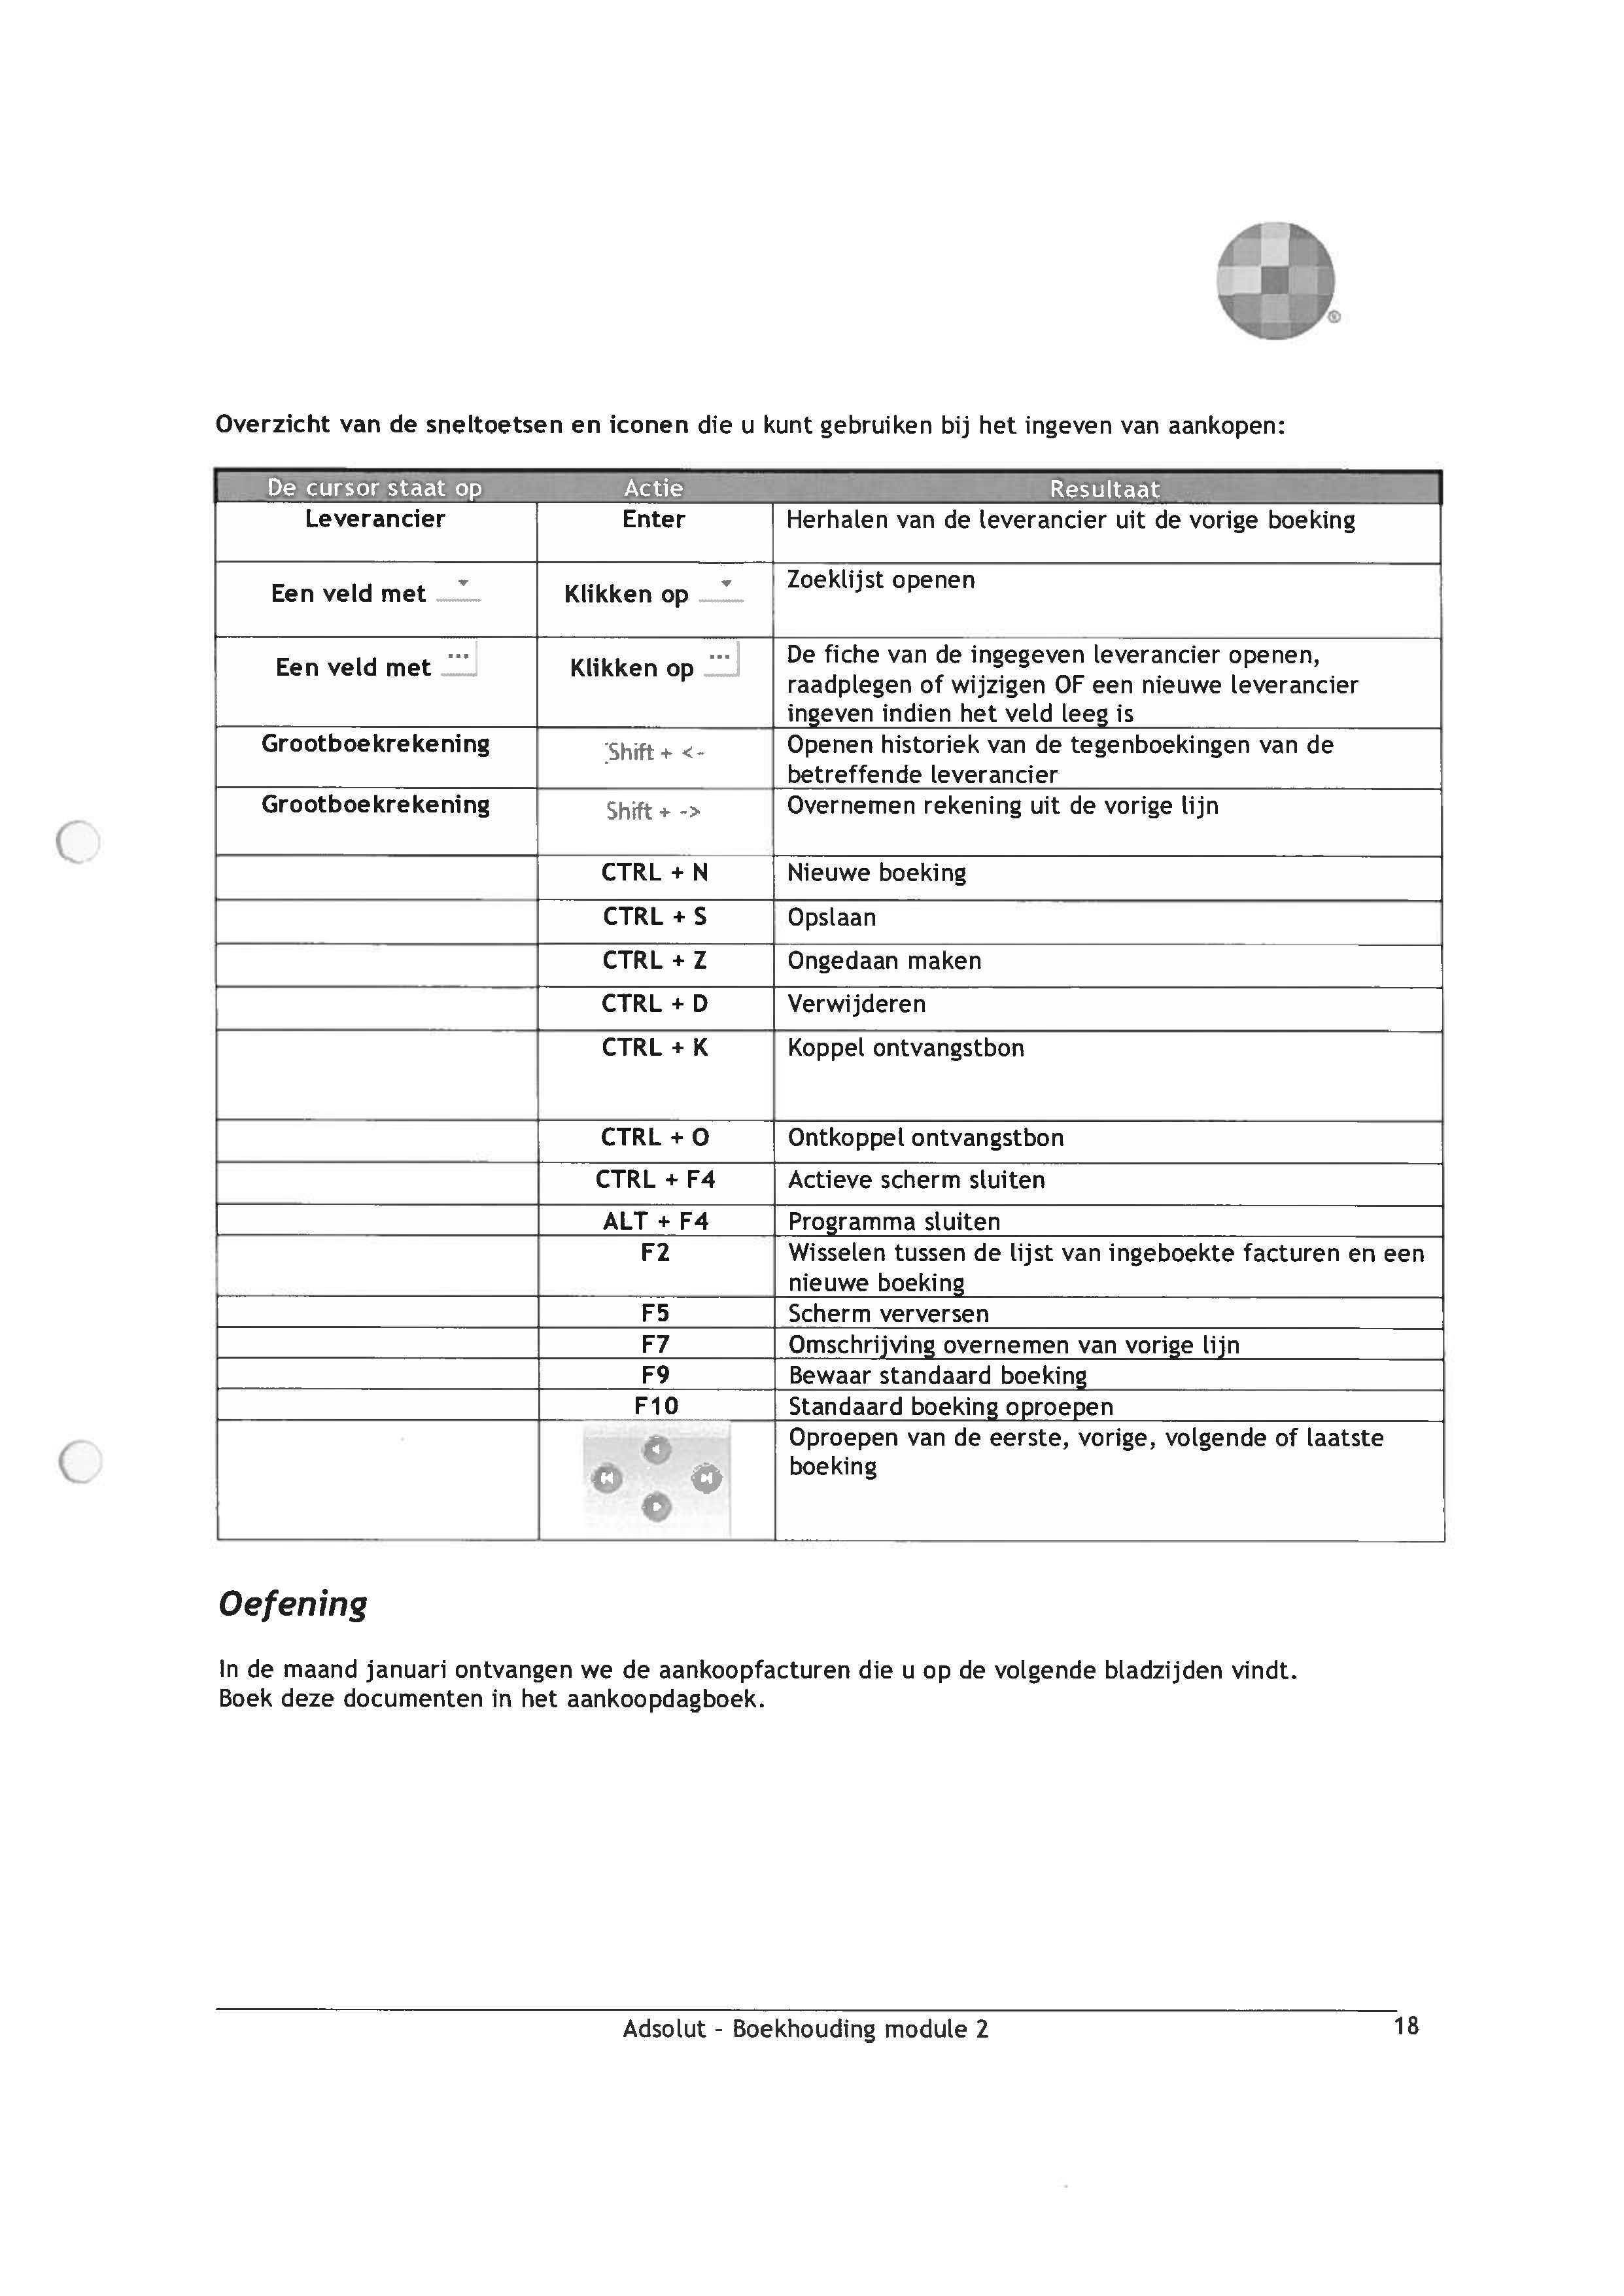 Overzicht van de sneltoetsen en iconen die u kunt gebruiken bij het ingeven van aankopen:
De cursor staat op Actie Resultaat
Leverancier Enter Herhalen van de leverancier uit de vorige boeking
Een veld met Klikken op Zoeklijst openen
Een veld met ... Klikken op ... De fiche van de ingegeven leverancier openen,
raadplegen of wijzigen OF een nieuwe leverancier
ingeven indien het veld leeg is
Grootboekrekening Shift + <- Openen historiek van de tegenboekingen van de
betreffende leverancier
Grootboekrekening Shift + -> Overnemen rekening uit de vorige lijn
CTRL + N Nieuwe boeking
CTRL + S Opslaan
CTRL + Z Ongedaan maken
CTRL + D Verwijderen
CTRL + K Koppel ontvangstbon
CTRL + O Ontkoppel ontvangstbon
CTRL + F4 Actieve scherm sluiten
ALT + F4 Programma sluiten
F2 Wisselen tussen de lijst van ingeboekte facturen en een
nieuwe boeking
F5 Scherm verversen
F7 Omschrijving overnemen van vorige lijn
F9 Bewaar standaard boeking
F10 Standaard boeking oproepen
Oproepen van de eerste, vorige, volgende of laatste
boeking
Oefening
In de maand januari ontvangen we de aankoopfacturen die u op de volgende bladzijden vindt.
Boek deze documenten in het aankoopdagboek.
Adsolut - Boekhouding module 2 18